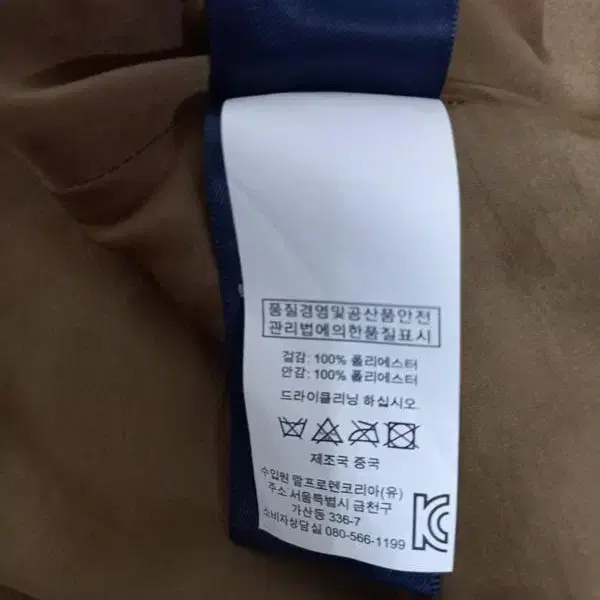 품질경영및공산품안전
관리법에의한품질표시
겉감: 100% 폴리에스터
안감: 100% 폴리에스터
드라이클리닝 하십시오.
제조국 중국
수입원 랄프로렌코리아(유)
주소 서울특별시 금천구
가산동 336-7
소비자상담실 080-566-1199